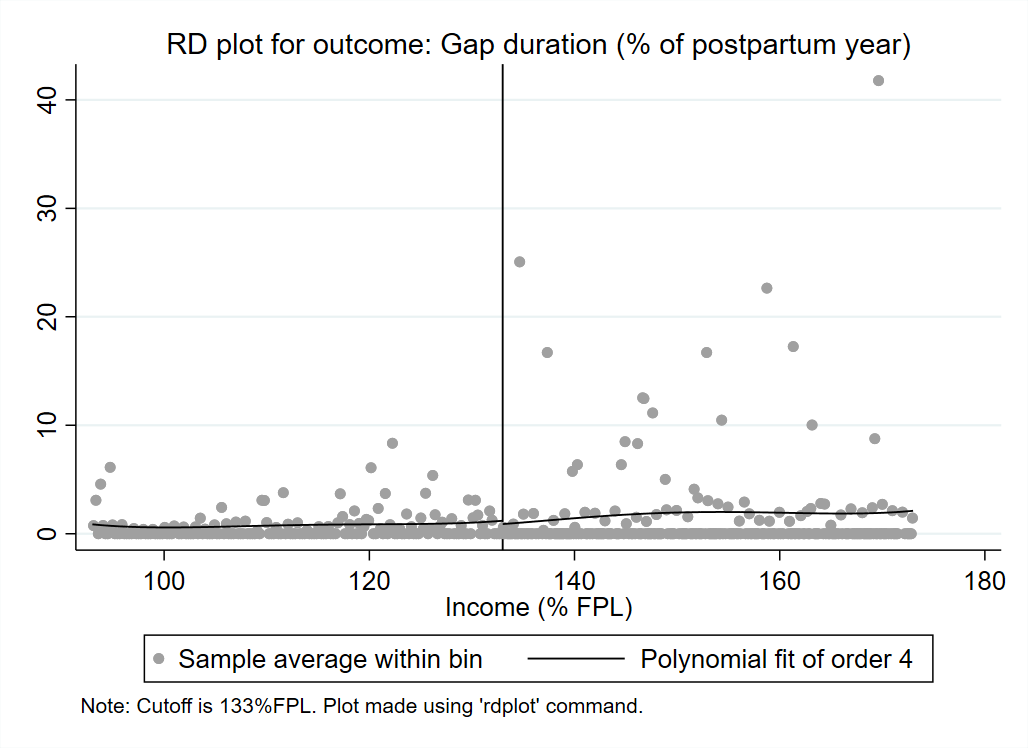 RD plot for outcome: Gap duration (% of postpartum year)
40
30
20
10
0
100 120 140 160 180
Income (% FPL)
Sample average within bin Polynomial fit of order 4
Note: Cutoff is 133%FPL. Plot made using 'rdplot' command.